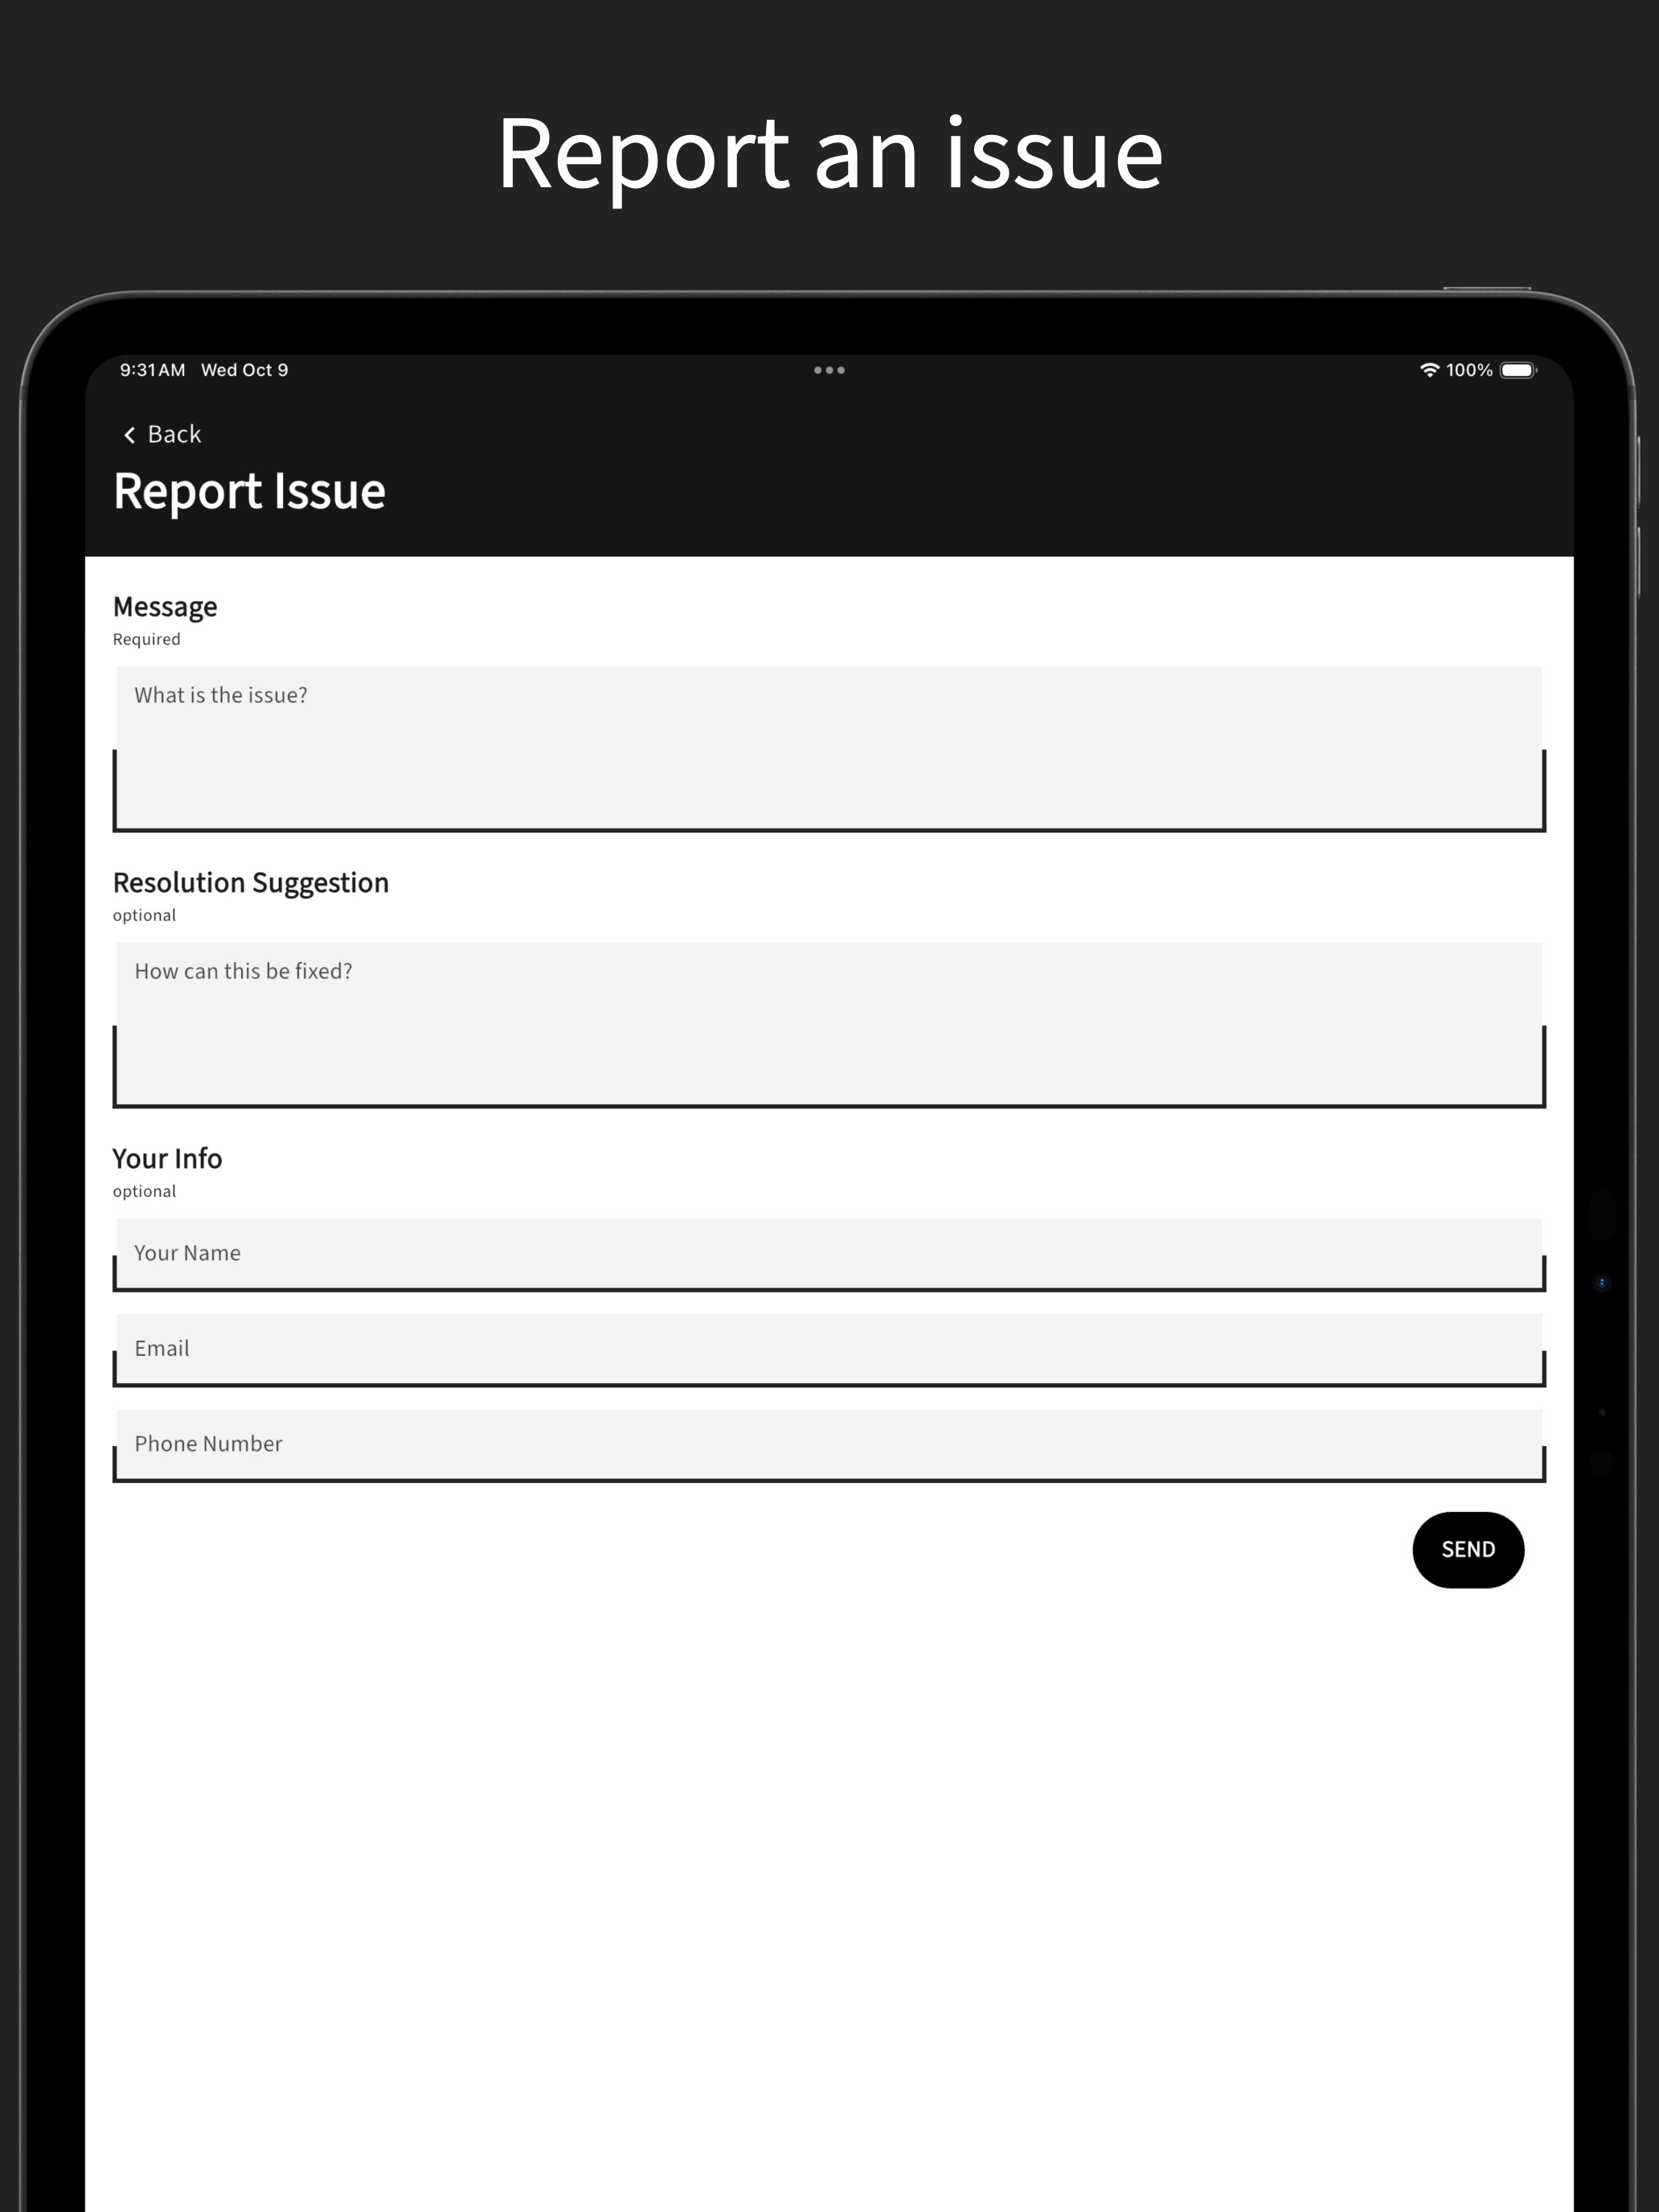 Report an issue
9:31 AM Wed Oct 9
100%
Back
Report Issue
Message
Required
What is the issue?
Resolution Suggestion
optional
How can this be fixed?
Your Info
optional
Your Name
Email
Phone Number
SEND